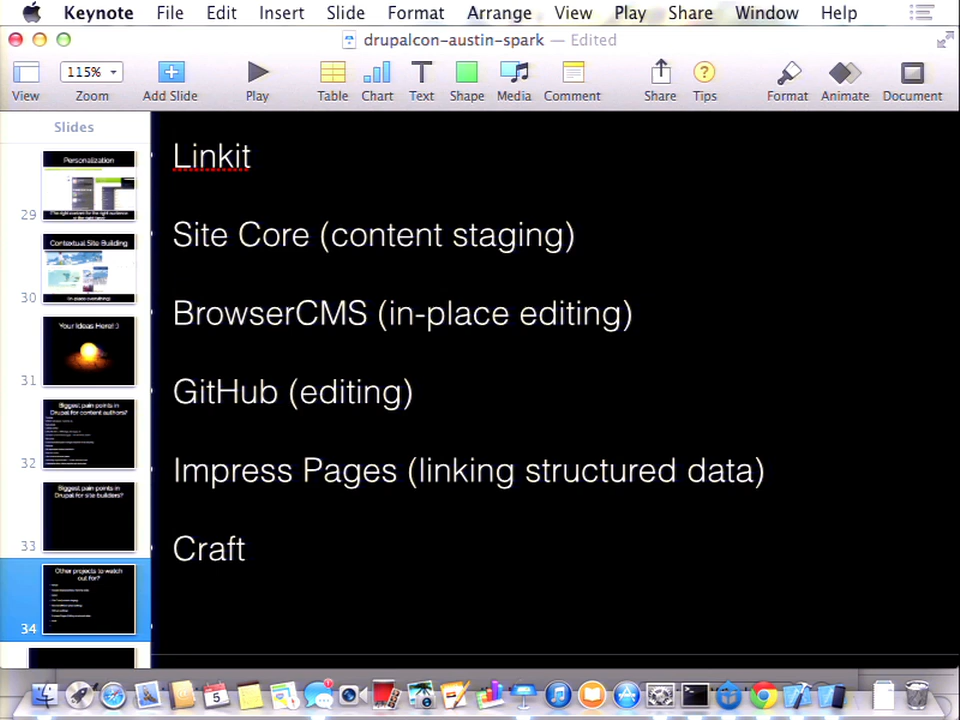 Keynote File Edit Insert Slide Format Arrange View Play Share Window Help
drupalcon-austin-spark — Edited
115%
View Zoom Add Slide Play Table Chart Text Shape Media Comment Share Tips Format Animate Document
Slides
Linkit
Site Core (content staging)
BrowserCMS (in-place editing)
GitHub (editing)
Impress Pages (linking structured data)
Craft
Personalization
29
Contextual Site Building
(In-place everything)
30
Your Ideas Here! :)
31
Biggest pain points in
Drupal for content authors?
32
Biggest pain points in
Drupal for site builders?
33
Other projects to watch
out for?
34
5
1